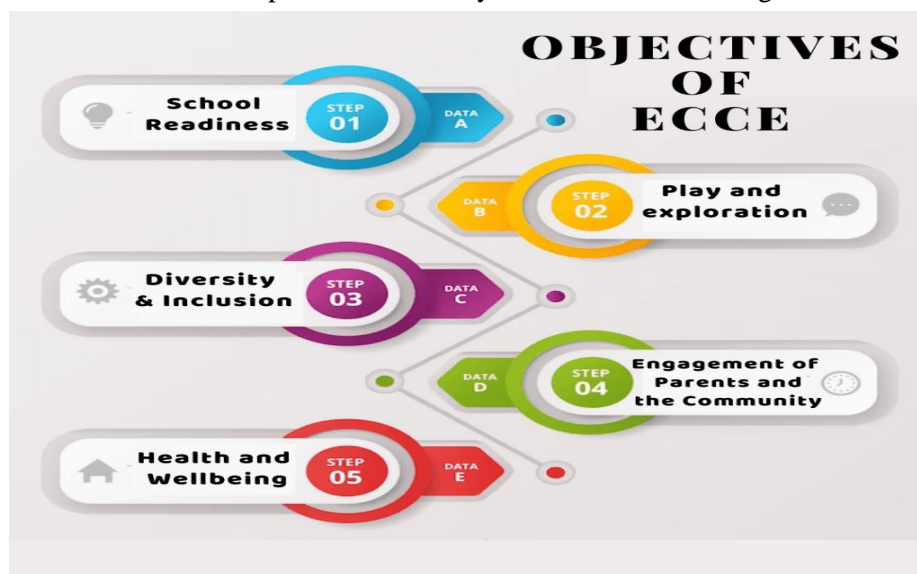 OBJECTIVES
OF
ECCE
School
Readiness
STEP
01
DATA
A
DATA
B
STEP
02
Play and
exploration
Diversity
& Inclusion
STEP
03
DATA
C
DATA
D
STEP
04
Engagement of
Parents and
the Community
Health and
Wellbeing
STEP
05
DATA
E